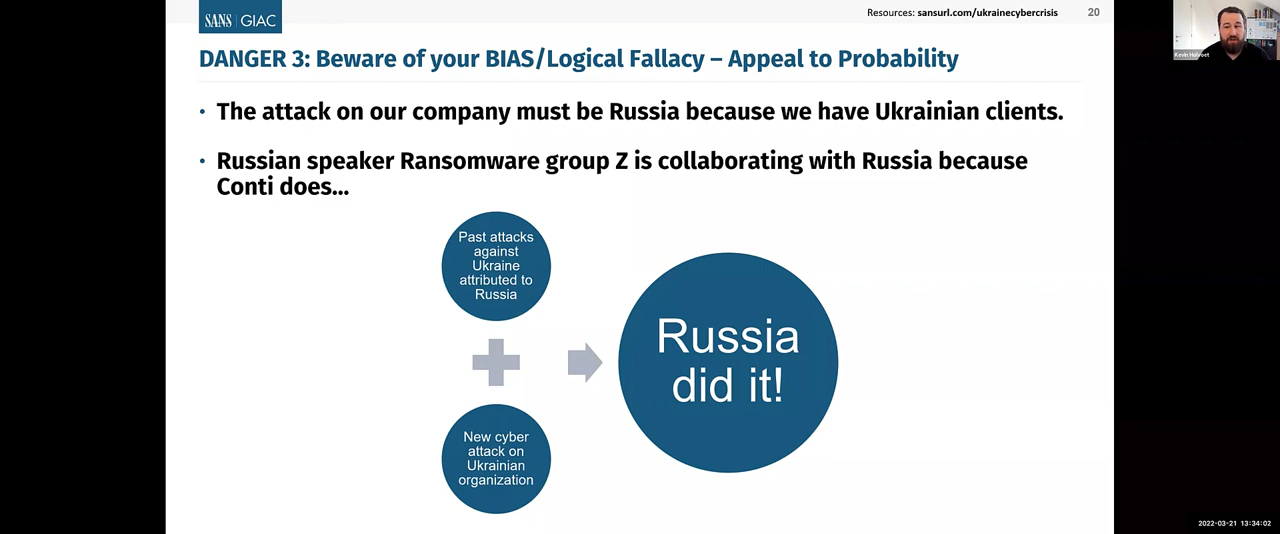 SANS GIAC
Resources: sansurl.com/ukrainecybercrisis
20
DANGER 3: Beware of your BIAS/Logical Fallacy – Appeal to Probability
• The attack on our company must be Russia because we have Ukrainian clients.
• Russian speaker Ransomware group Z is collaborating with Russia because
Conti does...
Past attacks
against
Ukraine
attributed to
Russia
New cyber
attack on
Ukrainian
organization
Russia
did it!
2022-03-21 13:34:02